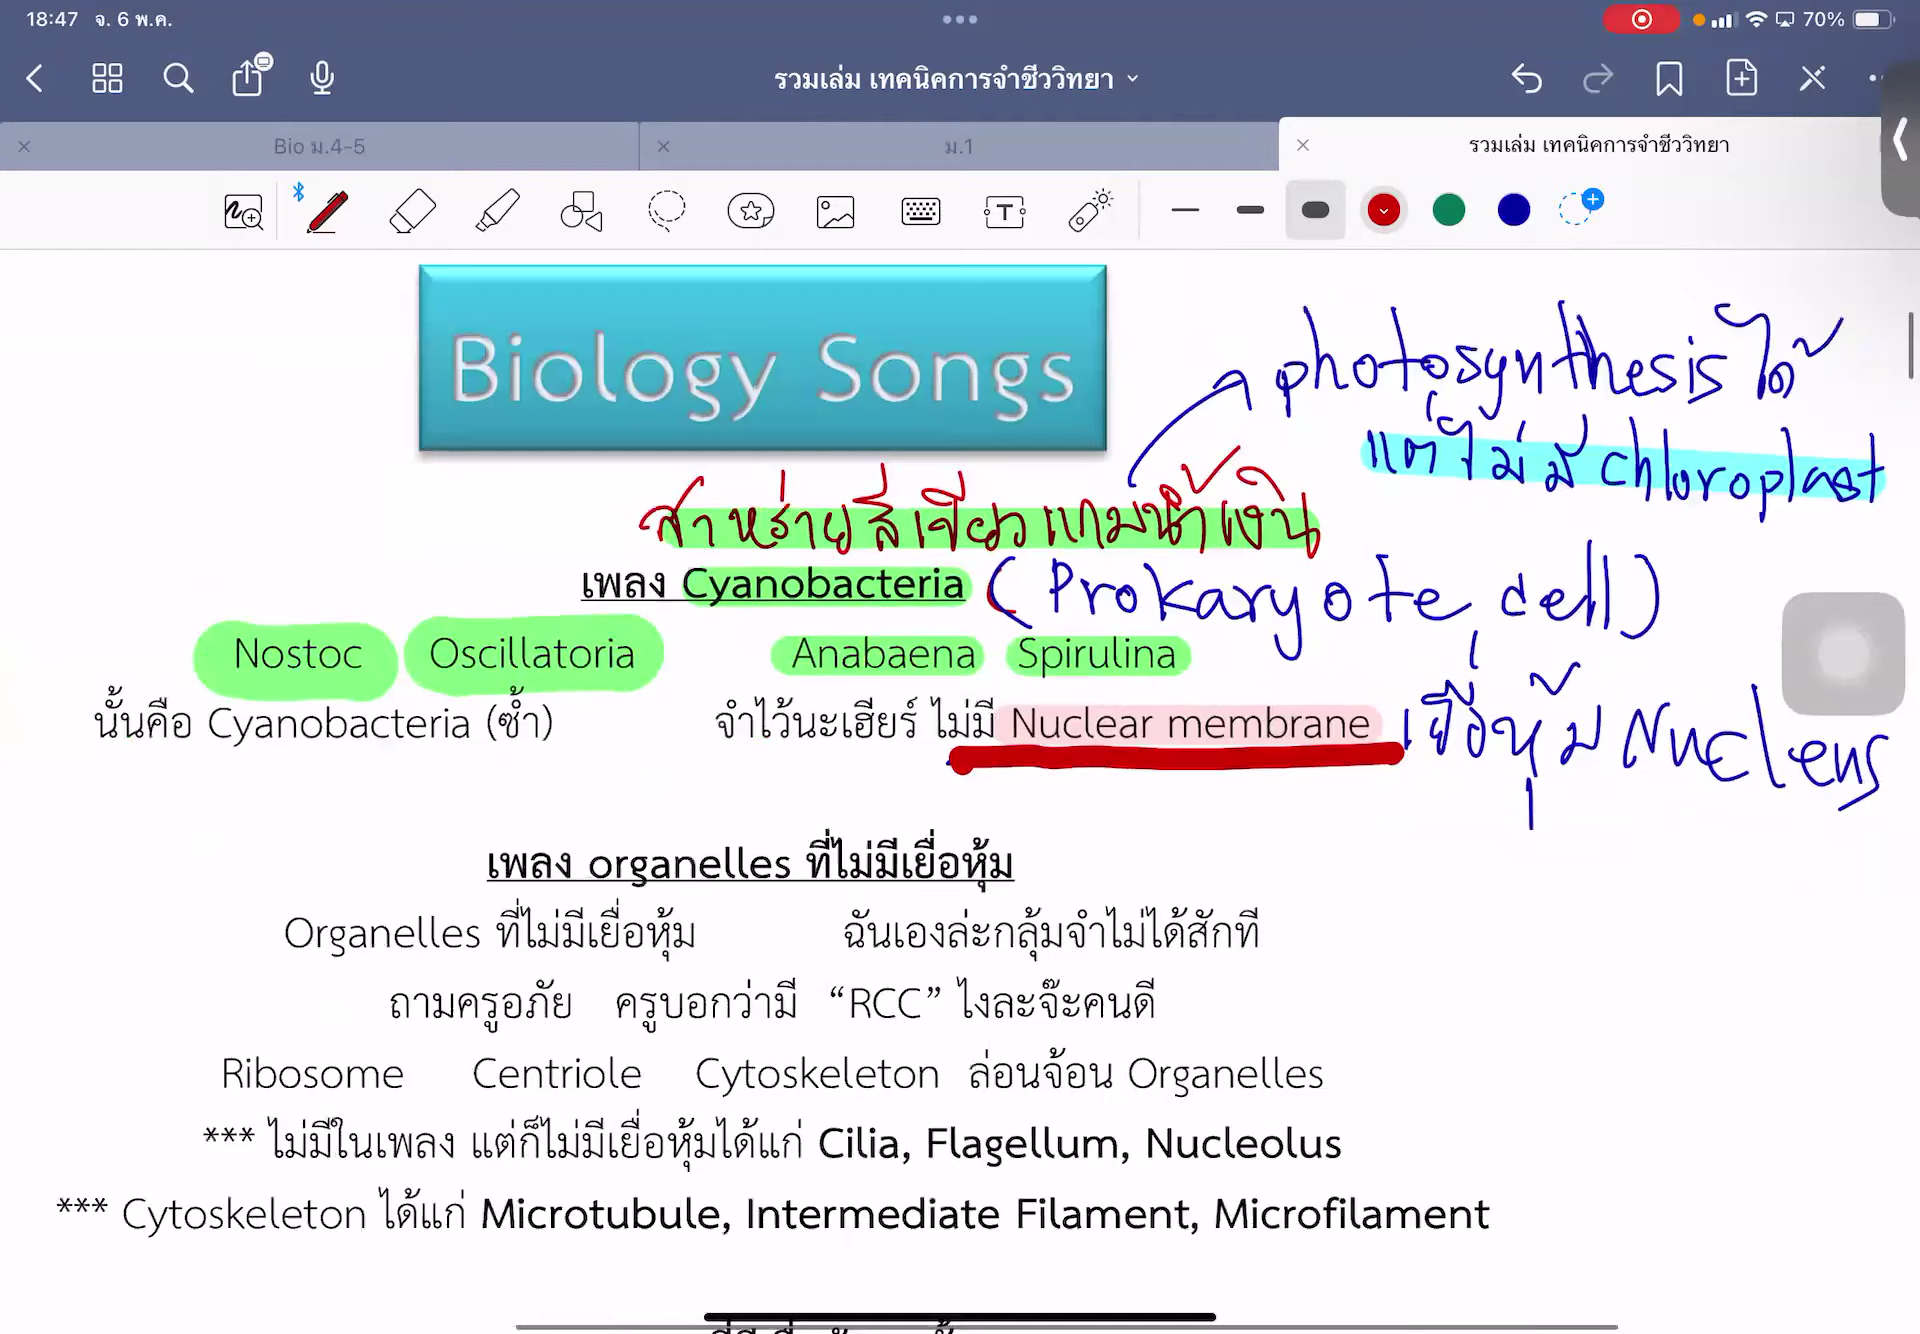 18:47 จ. 6 พ.ค.
70%
รวมเล่ม เทคนิคการจำชีววิทยา
Bio ม.4-5
ม.1
รวมเล่ม เทคนิคการจำชีววิทยา
Biology Songs
photosynthesis ได้
แต่ไม่มี chloroplast
สาหร่ายสีเขียวแกมน้ำเงิน
เพลง Cyanobacteria (Prokaryote cell)
Nostoc Oscillatoria Anabaena Spirulina
นั้นคือ Cyanobacteria (ซ้ำ) จำไว้นะเฮียร์ ไม่มี Nuclear membrane เยื่อหุ้ม Nucleus
เพลง organelles ที่ไม่มีเยื่อหุ้ม
Organelles ที่ไม่มีเยื่อหุ้ม ฉันเองล่ะกลุ้มจำไม่ได้สักที
ถามครูอภัย ครูบอกว่ามี “RCC” ไงละจ๊ะคนดี
Ribosome Centriole Cytoskeleton ล่อนจ้อน Organelles
*** ไม่มีในเพลง แต่ก็ไม่มีเยื่อหุ้มได้แก่ Cilia, Flagellum, Nucleolus
*** Cytoskeleton ได้แก่ Microtubule, Intermediate Filament, Microfilament